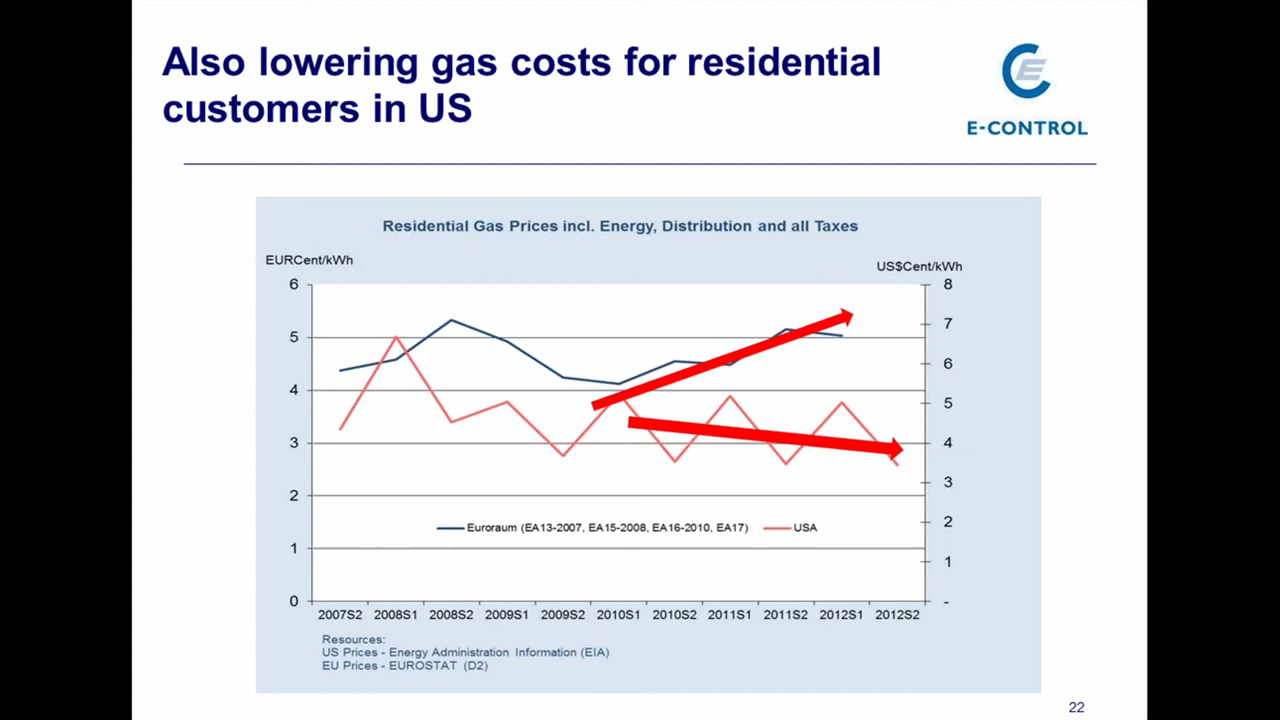 Also lowering gas costs for residential
customers in US
E-CONTROL
Residential Gas Prices incl. Energy, Distribution and all Taxes
EURCent/kWh
US$Cent/kWh
6
5
4
3
2
1
0
8
7
6
5
4
3
2
1
-
Euroraum (EA13-2007, EA15-2008, EA16-2010, EA17)
USA
2007S2 2008S1 2008S2 2009S1 2009S2 2010S1 2010S2 2011S1 2011S2 2012S1 2012S2
Resources:
US Prices - Energy Administration Information (EIA)
EU Prices - EUROSTAT (D2)
22